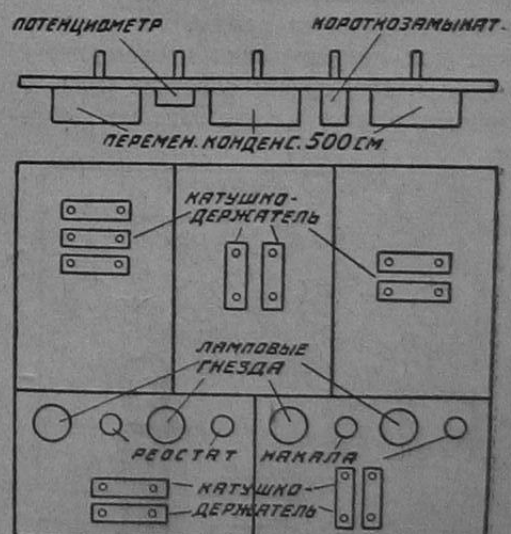 ПОТЕНЦИОМЕТР
КОРОТКОЗАМЫКАТ.
ПЕРЕМЕН. КОНДЕНС. 500 СМ.
КАТУШКО-
ДЕРЖАТЕЛЬ
ЛАМПОВЫЕ
ГНЕЗДА
РЕОСТАТ НАКАЛА
КАТУШКО-
ДЕРЖАТЕЛЬ